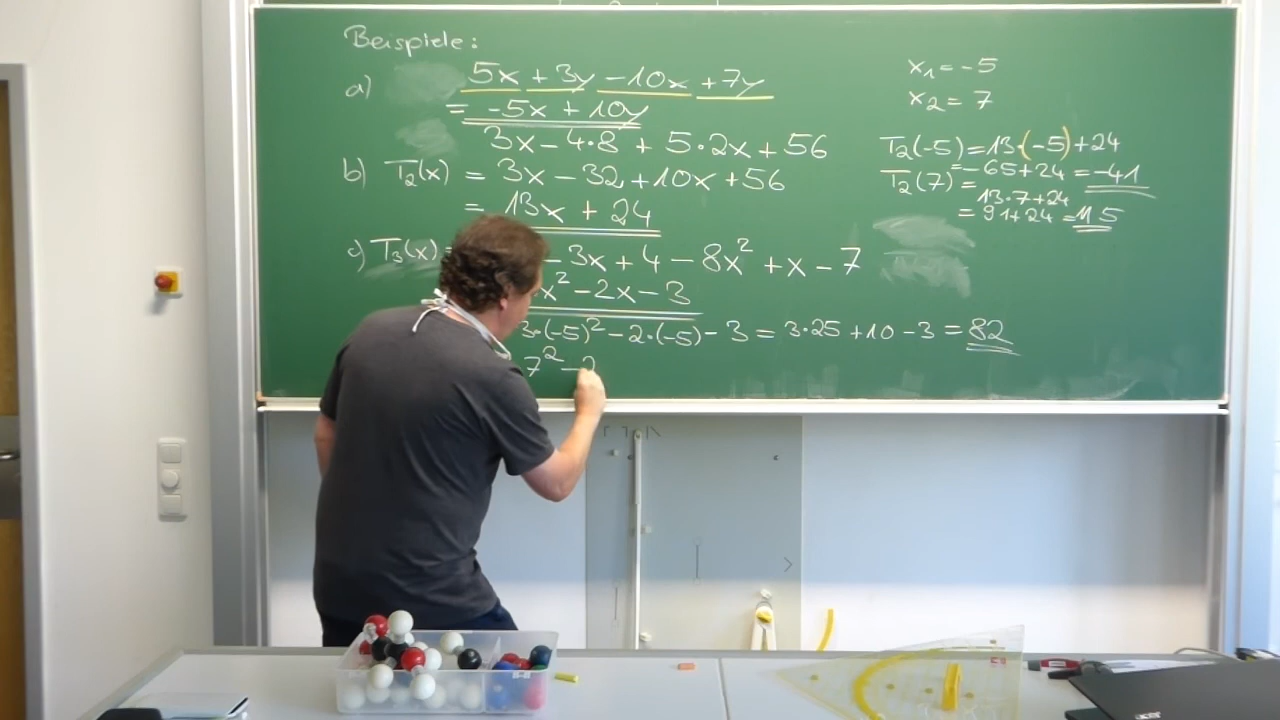 Beispiele:
a) 5x + 3y - 10x + 7y
= -5x + 10y
3x - 4·8 + 5·2x + 56
b) T₂(x) = 3x - 32 + 10x + 56
= 13x + 24
c) T₃(x) - 3x + 4 - 8x² + x - 7
x² - 2x - 3
3·(-5)² - 2·(-5) - 3 = 3·25 + 10 - 3 = 82
7² - 2
x₁ = -5
x₂ = 7
T₂(-5) = 13·(-5) + 24
= -65 + 24 = -41
T₂(7) = 13·7 + 24
= 91 + 24 = 115
acer